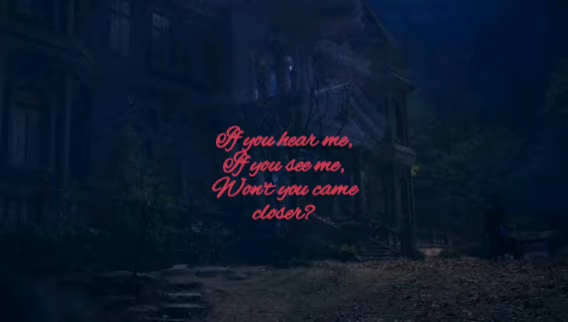 If you hear me,
If you see me,
Won't you came
closer?